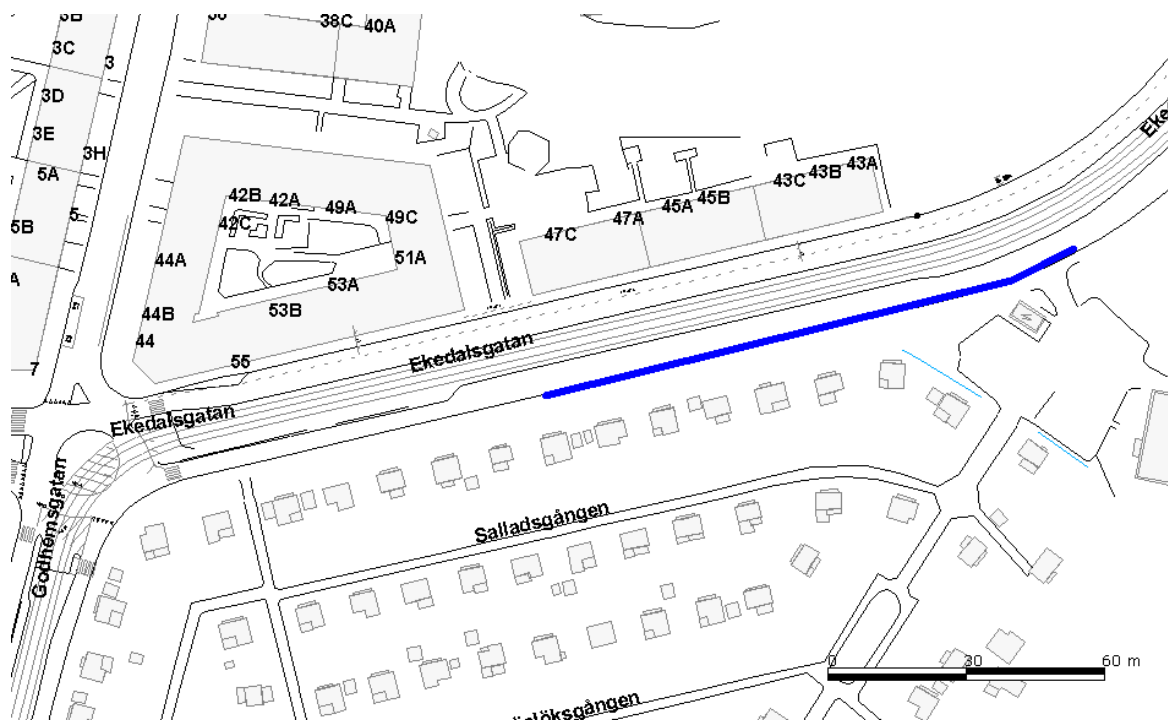 3B
38C
40A
3C
3
3D
3E
3H
5A
5
5B
A
7
42B
42A
49A
49C
42C
51A
44A
53A
53B
44B
44
55
47C
47A
45A
45B
43C
43B
43A
Eke
Ekedalsgatan
Ekedalsgatan
Godhemsgatan
Salladsgången
löksgången
0 30 60 m